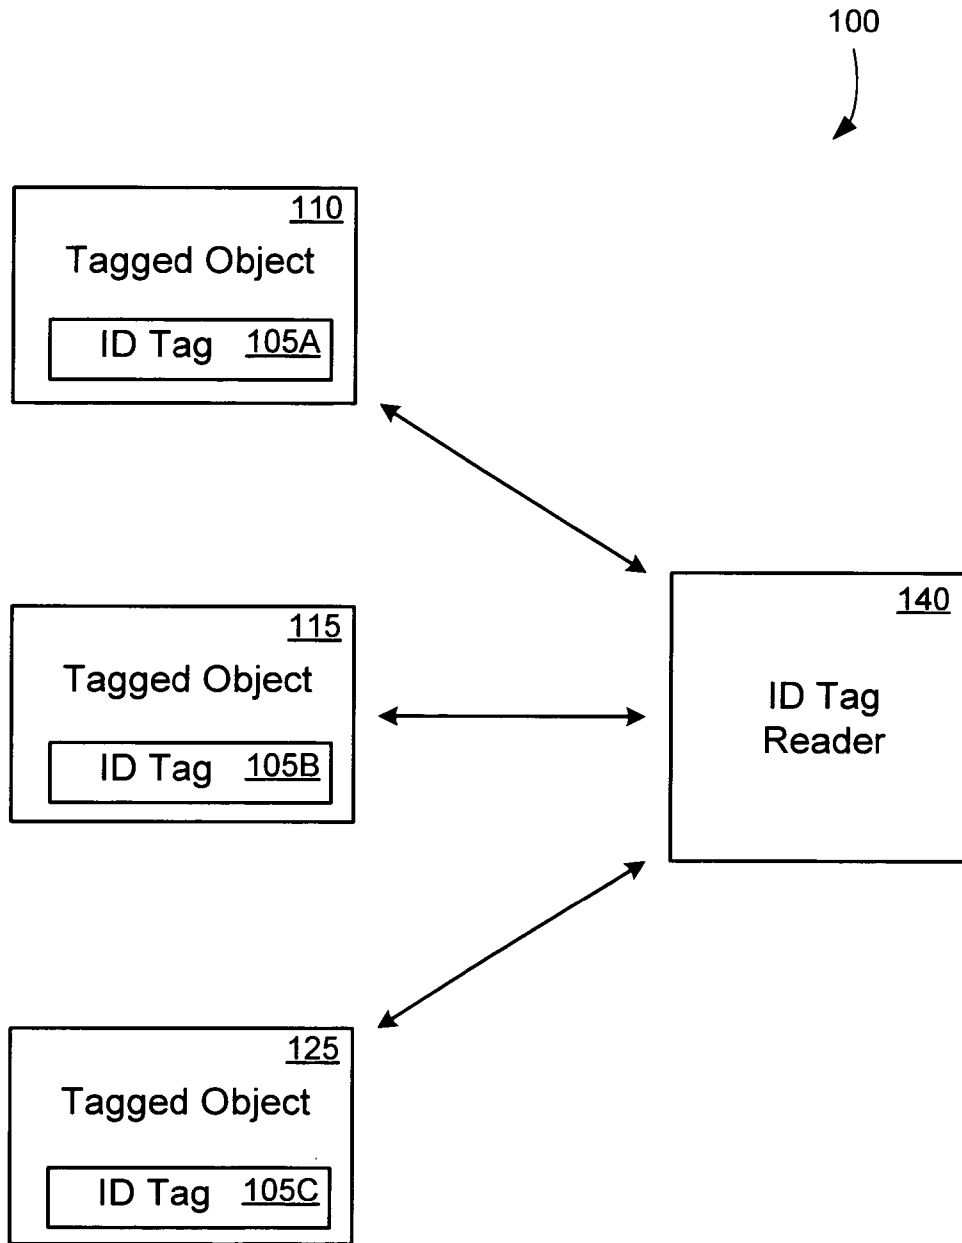 100
110
Tagged Object
ID Tag 105A
115
Tagged Object
ID Tag 105B
140
ID Tag
Reader
125
Tagged Object
ID Tag 105C